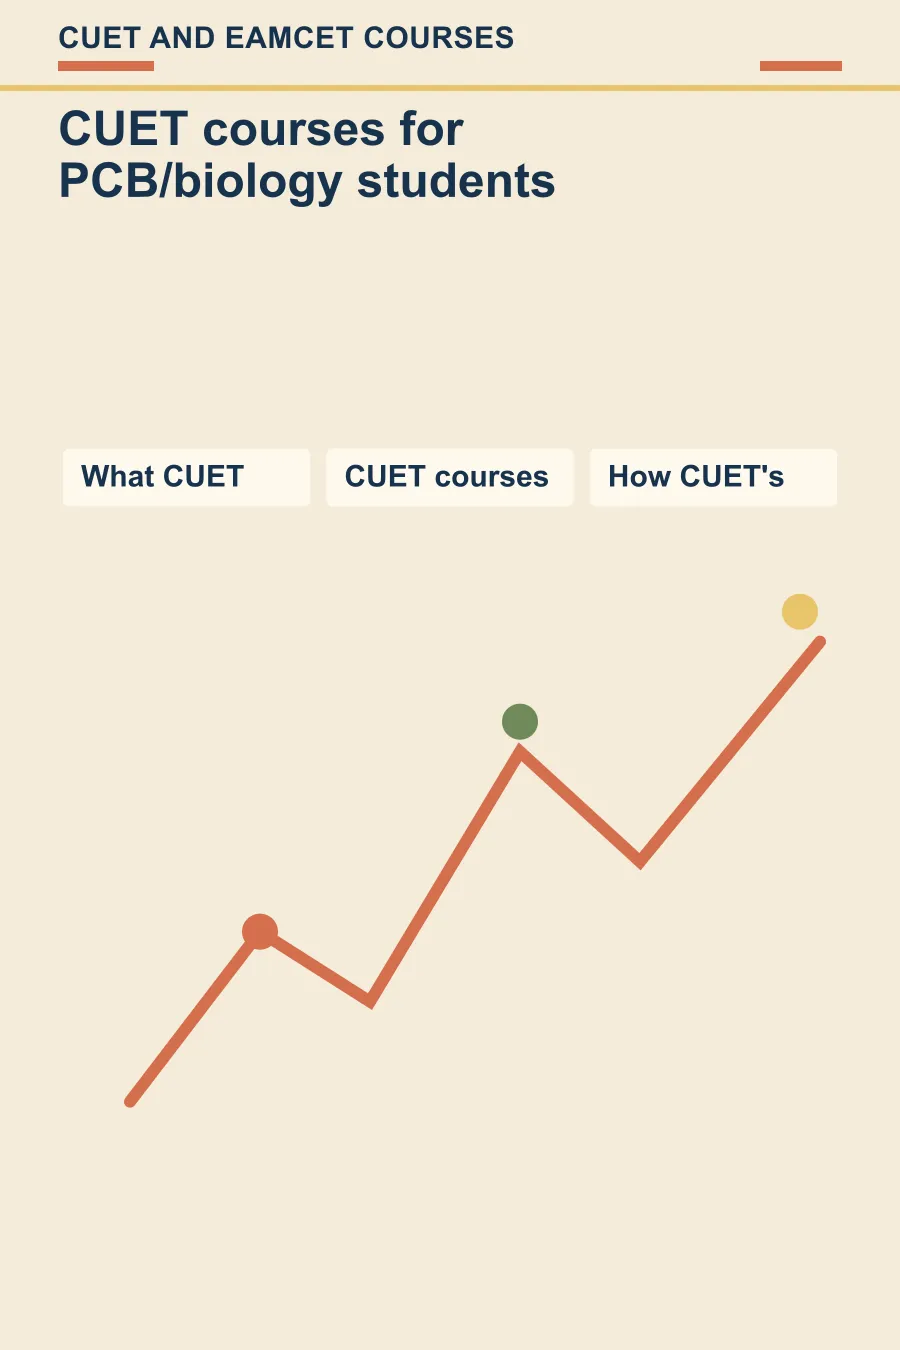 CUET AND EAMCET COURSES
CUET courses for
PCB/biology students
What CUET
CUET courses
How CUET's